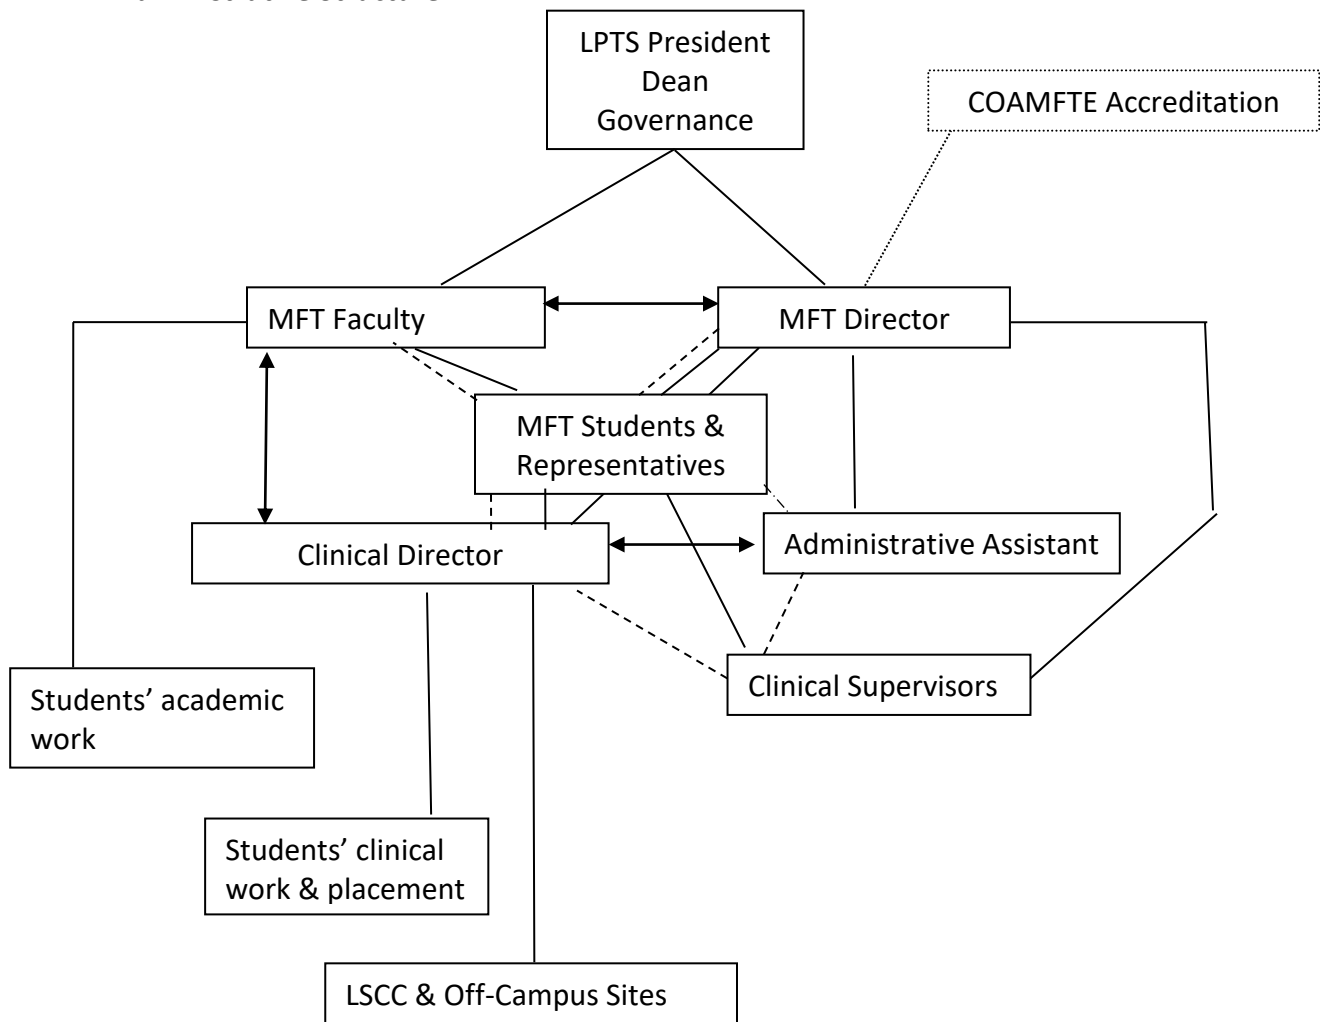 LPTS President
Dean
Governance
COAMFTE Accreditation
MFT Faculty
MFT Director
MFT Students &
Representatives
Clinical Director
Administrative Assistant
Clinical Supervisors
Students’ academic
work
Students’ clinical
work & placement
LSCC & Off-Campus Sites